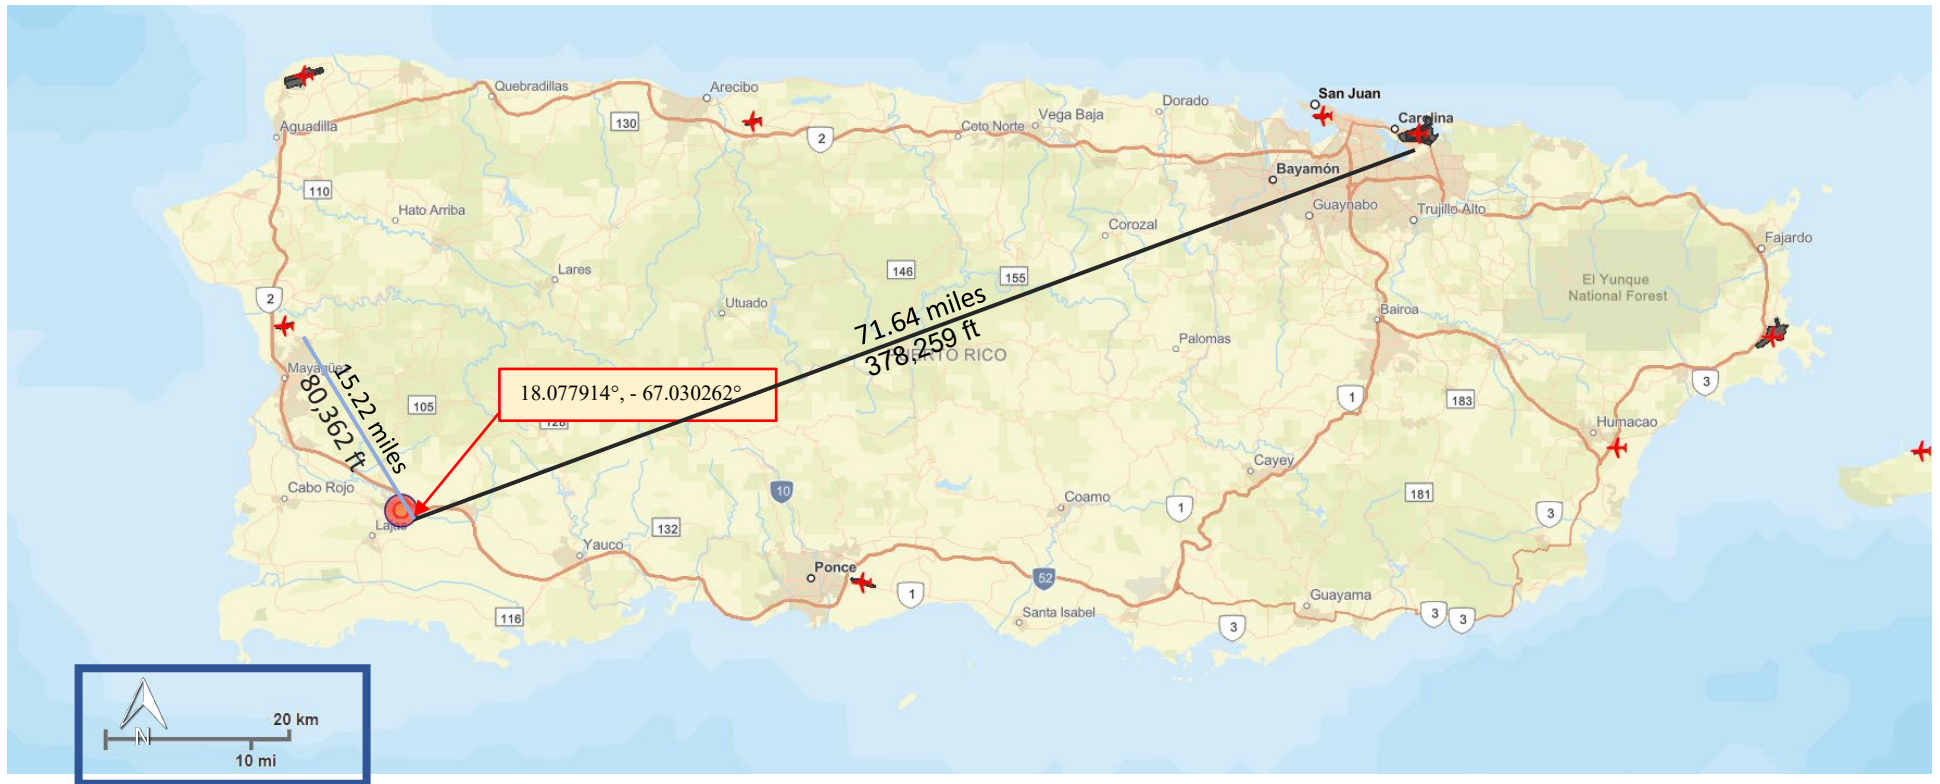 San Juan
Quebradillas
Arecibo
Dorado
130
2
Coto Norte
Vega Baja
Carolina
Aguadilla
Bayamón
110
Hato Arriba
Guaynabo
Trujillo Alto
Corozal
Fajardo
Lares
146
155
El Yunque
National Forest
2
Utuado
71.64 miles
378,259 ft
PUERTO RICO
Bairoa
Palomas
Mayagüez
15.22 miles
80,362 ft
18.077914°, - 67.030262°
105
128
1
183
3
Humacao
Cayey
Cabo Rojo
10
Coamo
1
181
3
Lajas
132
Yauco
Ponce
52
1
116
Santa Isabel
Guayama
3
3
3
N
20 km
10 mi